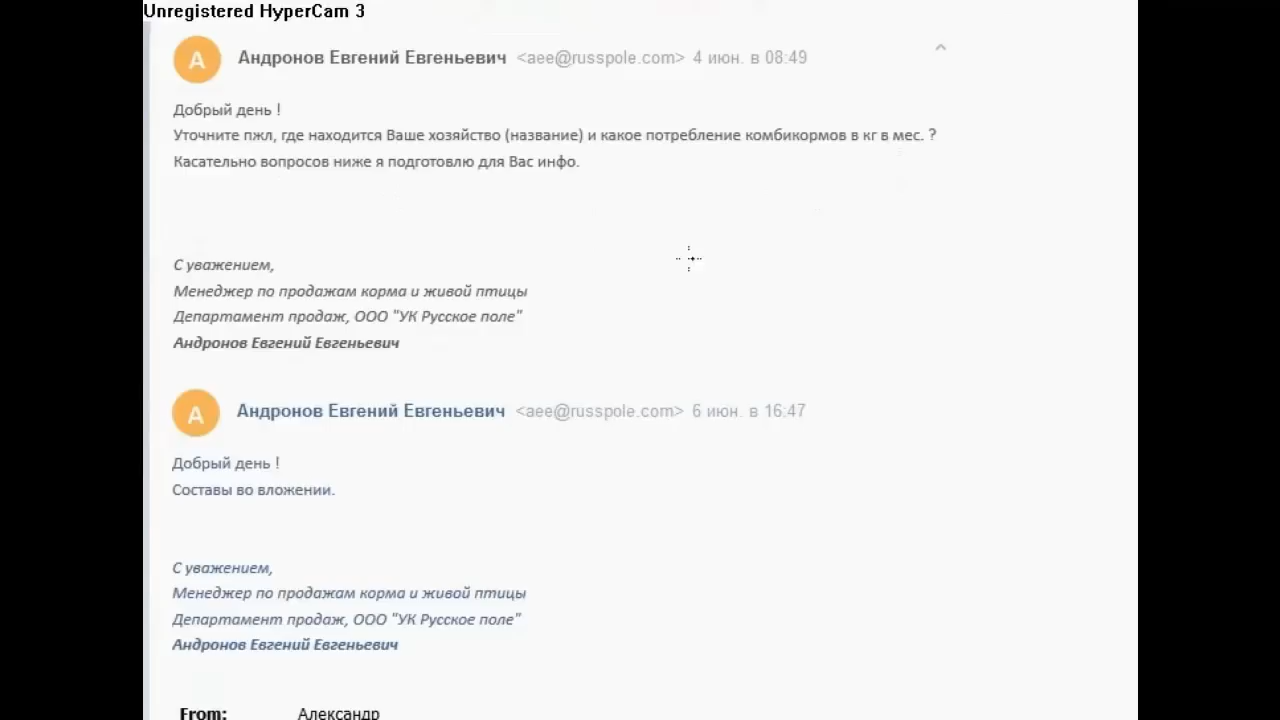 Unregistered HyperCam 3
А Андронов Евгений Евгеньевич <aee@russpole.com> 4 июн. в 08:49
Добрый день !
Уточните пжл, где находится Ваше хозяйство (название) и какое потребление комбикормов в кг в мес. ?
Касательно вопросов ниже я подготовлю для Вас инфо.
С уважением,
Менеджер по продажам корма и живой птицы
Департамент продаж, ООО "УК Русское поле"
Андронов Евгений Евгеньевич
А Андронов Евгений Евгеньевич <aee@russpole.com> 6 июн. в 16:47
Добрый день !
Составы во вложении.
С уважением,
Менеджер по продажам корма и живой птицы
Департамент продаж, ООО "УК Русское поле"
Андронов Евгений Евгеньевич
From: Александр